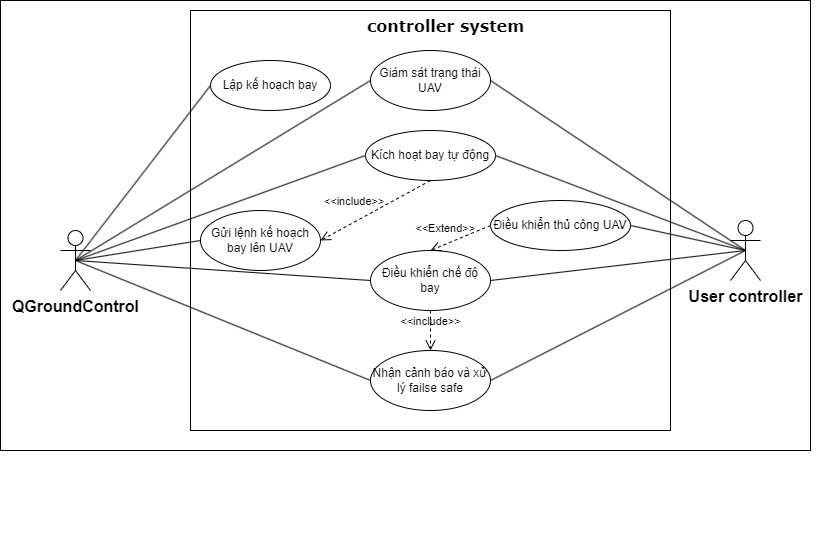 controller system
Lập kế hoạch bay
Giám sát trạng thái
UAV
Kích hoạt bay tự động
<<include>>
Gửi lệnh kế hoạch
bay lên UAV
<<Extend>>
Điều khiển thủ công UAV
Điều khiển chế độ
bay
<<include>>
Nhận cảnh báo và xử
lý failse safe
QGroundControl
User controller